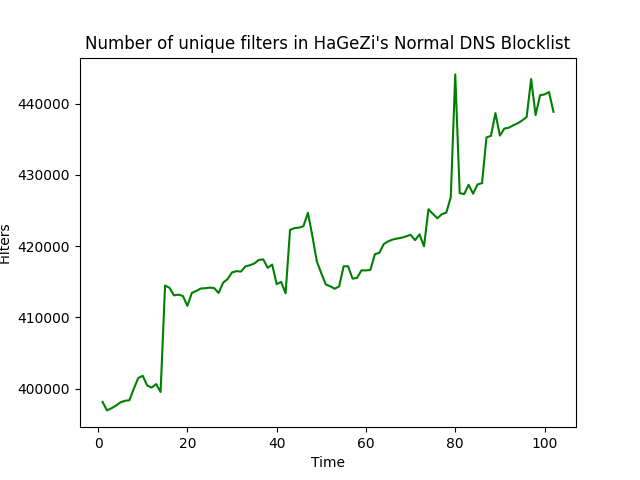 Number of unique filters in HaGeZi's Normal DNS Blocklist
440000
430000
420000
410000
400000
Filters
0 20 40 60 80 100
Time